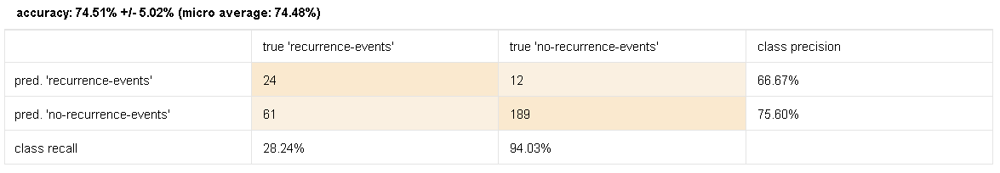 accuracy: 74.51% +/- 5.02% (micro average: 74.48%)
true 'recurrence-events' true 'no-recurrence-events' class precision
pred. 'recurrence-events' 24 12 66.67%
pred. 'no-recurrence-events' 61 189 75.60%
class recall 28.24% 94.03%